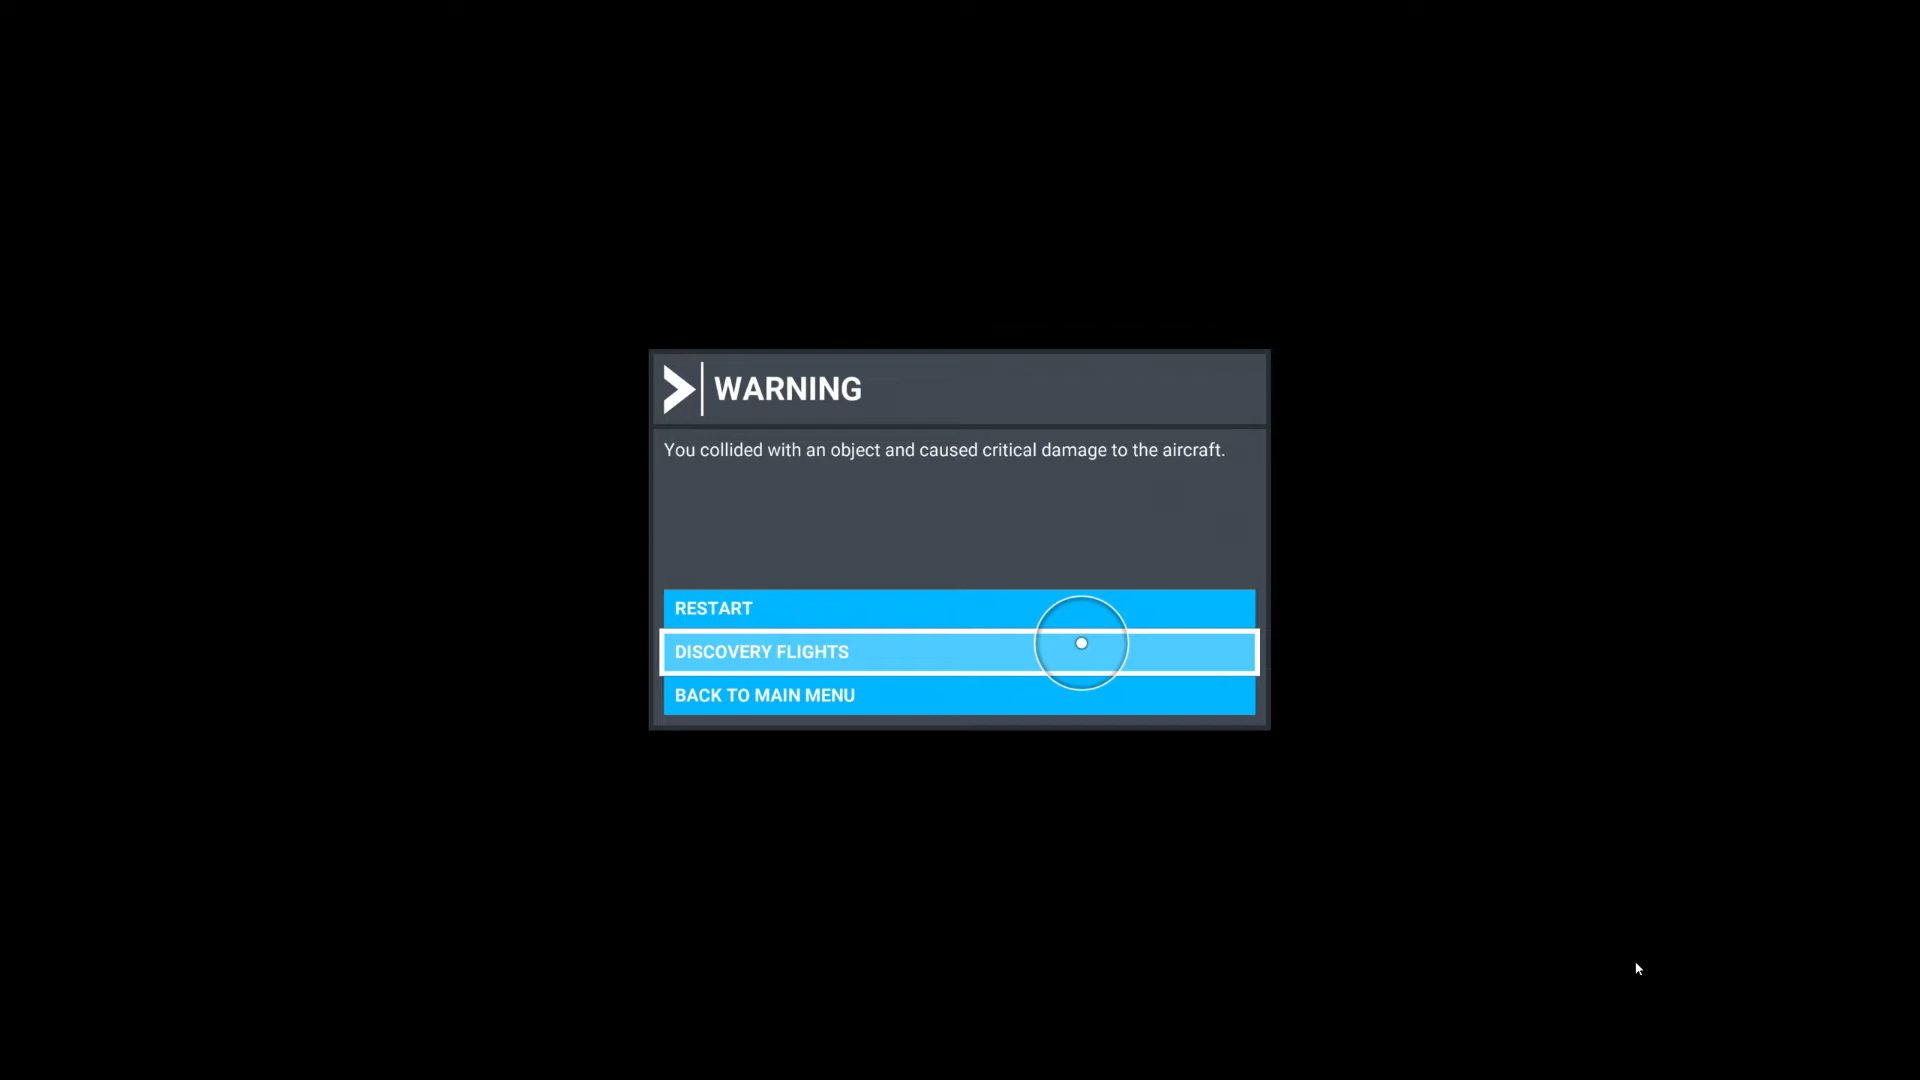 WARNING
You collided with an object and caused critical damage to the aircraft.
RESTART
DISCOVERY FLIGHTS
BACK TO MAIN MENU